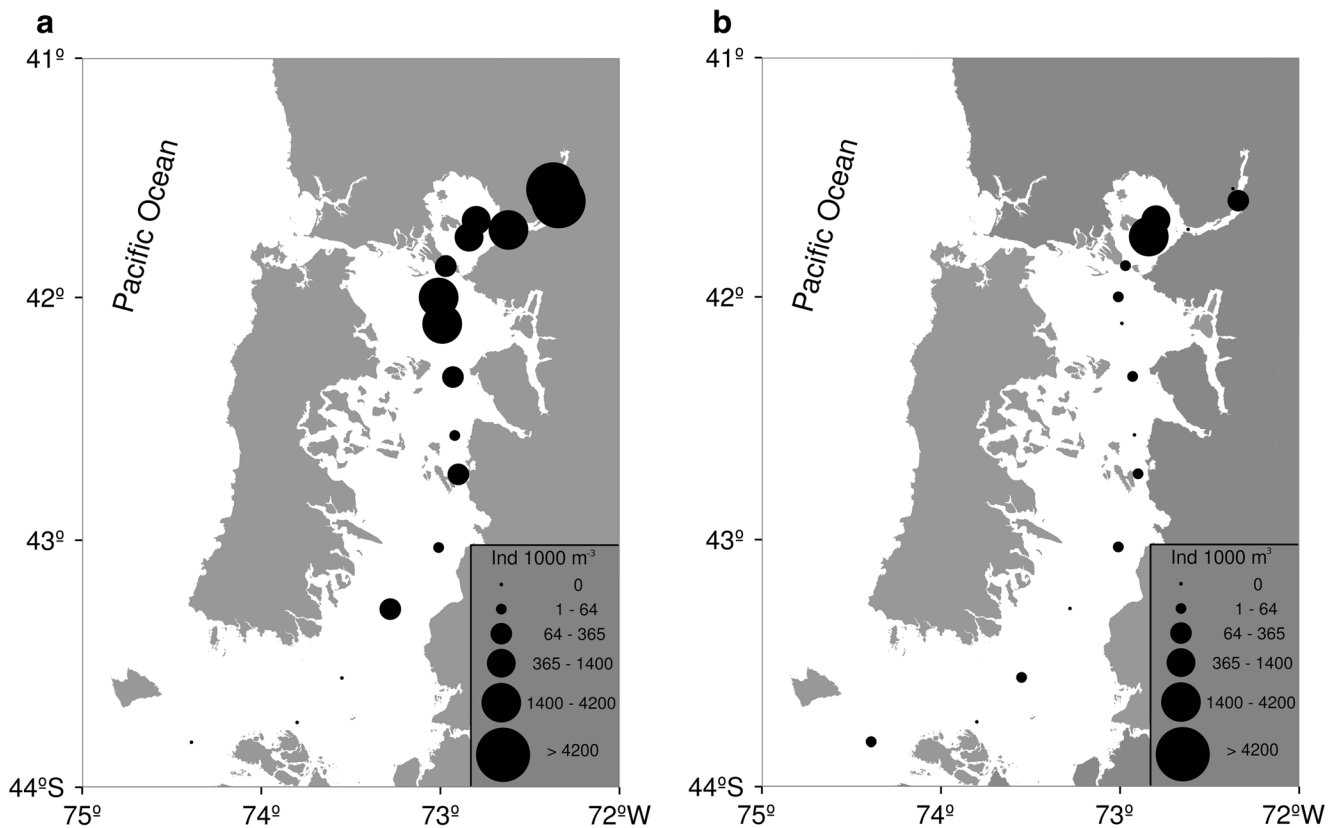 a
41º
42º
43º
44ºS
75º
74º
73º
72ºW
Pacific Ocean
Ind 1000 m-3
0
1 - 64
64 - 365
365 - 1400
1400 - 4200
> 4200
b
41º
42º
43º
44ºS
75º
74º
73º
72ºW
Pacific Ocean
Ind 1000 m3
0
1 - 64
64 - 365
365 - 1400
1400 - 4200
> 4200